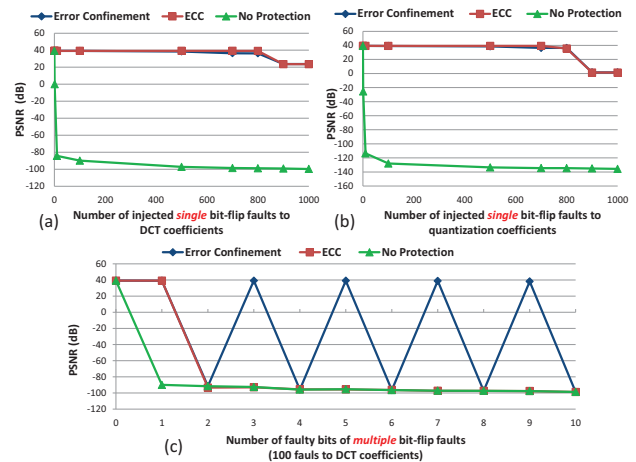 Error Confinement ECC No Protection
60
40
20
0
-20
-40
-60
-80
-100
-120
PSNR (dB)
0 200 400 600 800 1000
(a)
Number of injected single bit-flip faults to
DCT coefficients
Error Confinement ECC No Protection
60
40
20
0
-20
-40
-60
-80
-100
-120
-140
-160
PSNR (dB)
0 200 400 600 800 1000
(b)
Number of injected single bit-flip faults to
quantization coefficients
Error Confinement ECC No Protection
60
40
20
0
-20
-40
-60
-80
-100
-120
PSNR (dB)
0 1 2 3 4 5 6 7 8 9 10
(c)
Number of faulty bits of multiple bit-flip faults
(100 fauls to DCT coefficients)